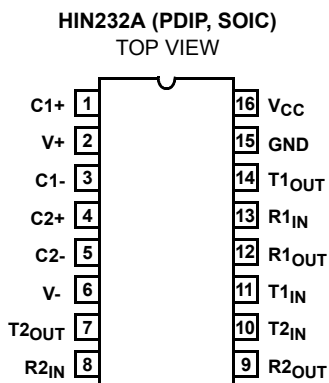 HIN232A (PDIP, SOIC)
TOP VIEW
C1+ 1 16 VCC
V+ 2 15 GND
C1- 3 14 T1OUT
C2+ 4 13 R1IN
C2- 5 12 R1OUT
V- 6 11 T1IN
T2OUT 7 10 T2IN
R2IN 8 9 R2OUT